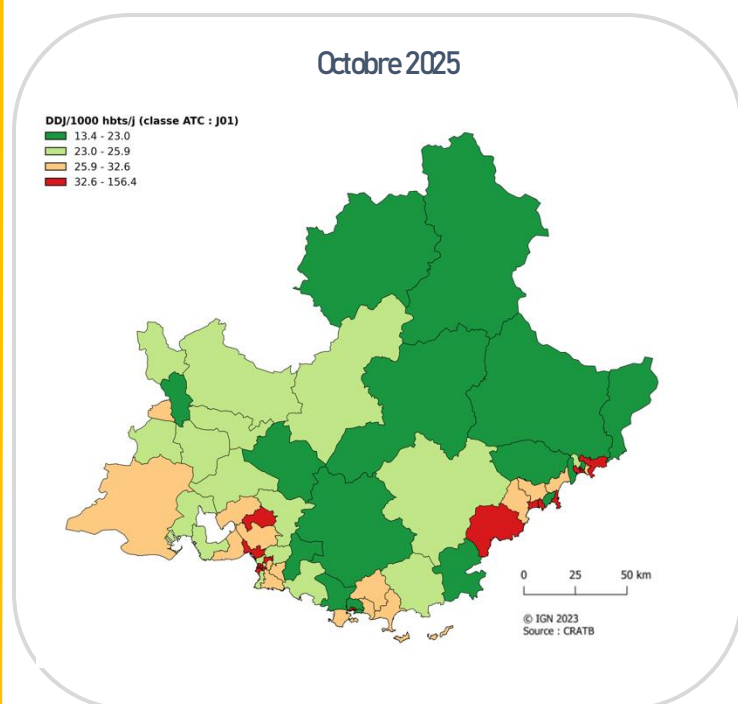 Octobre 2025
DDJ/1000 hbts/j (classe ATC : J01)
13.4 - 23.0
23.0 - 25.9
25.9 - 32.6
32.6 - 156.4
0 25 50 km
© IGN 2023
Source : CRATB